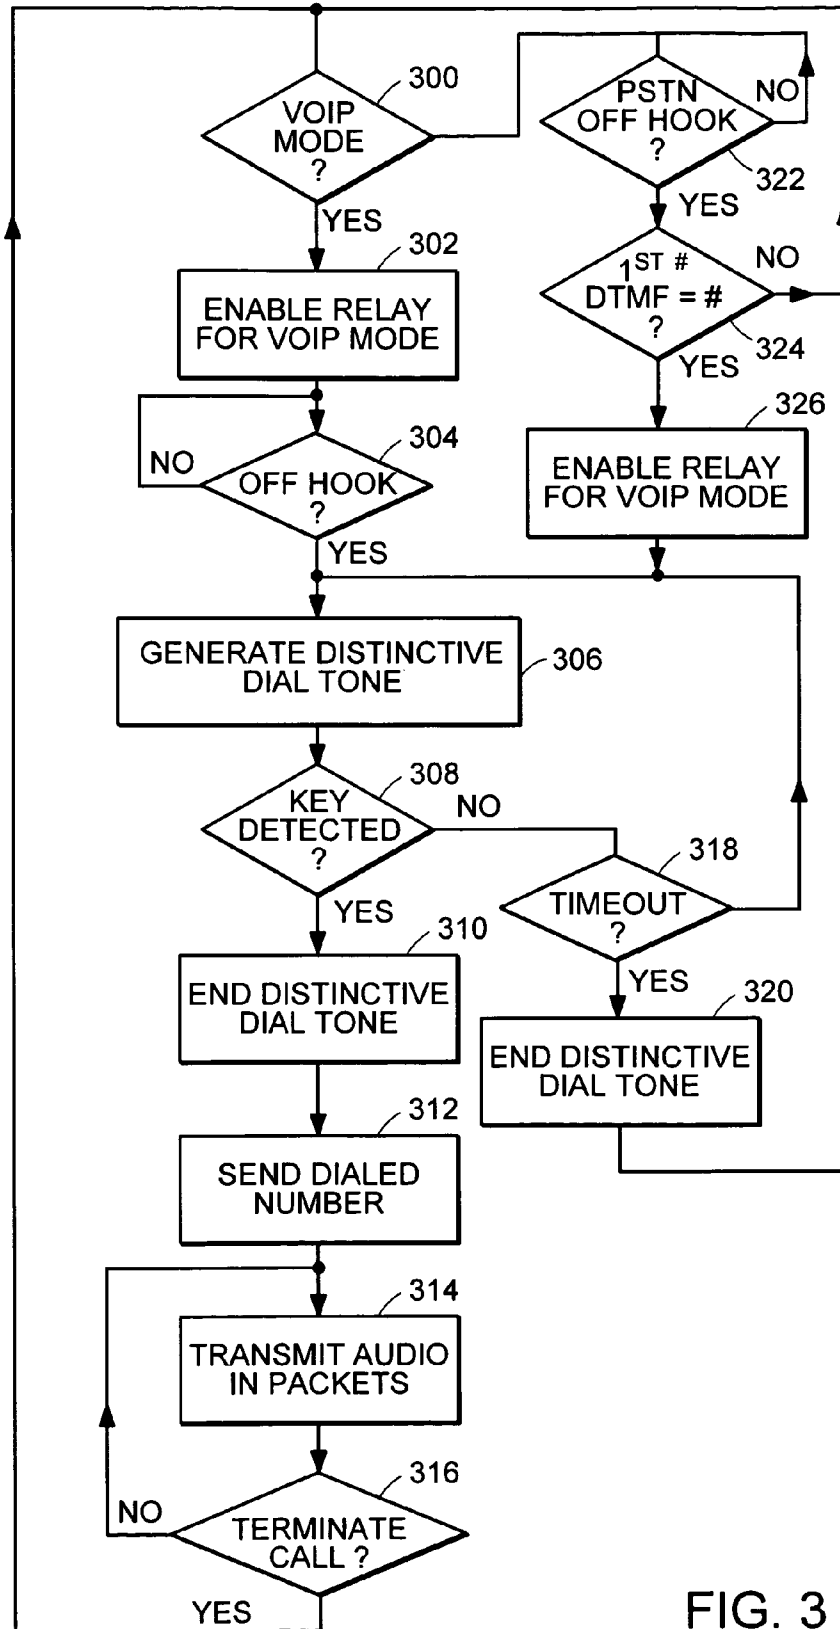 300
VOIP
MODE
?
YES
302
ENABLE RELAY
FOR VOIP MODE
304
NO
OFF HOOK
?
YES
PSTN
OFF HOOK
?
NO
322
YES
1ST #
DTMF = #
?
NO
324
YES
326
ENABLE RELAY
FOR VOIP MODE
GENERATE DISTINCTIVE
DIAL TONE
306
308
KEY
DETECTED
?
NO
YES
318
TIMEOUT
?
YES
310
END DISTINCTIVE
DIAL TONE
320
END DISTINCTIVE
DIAL TONE
312
SEND DIALED
NUMBER
314
TRANSMIT AUDIO
IN PACKETS
316
NO
TERMINATE
CALL ?
YES
FIG. 3